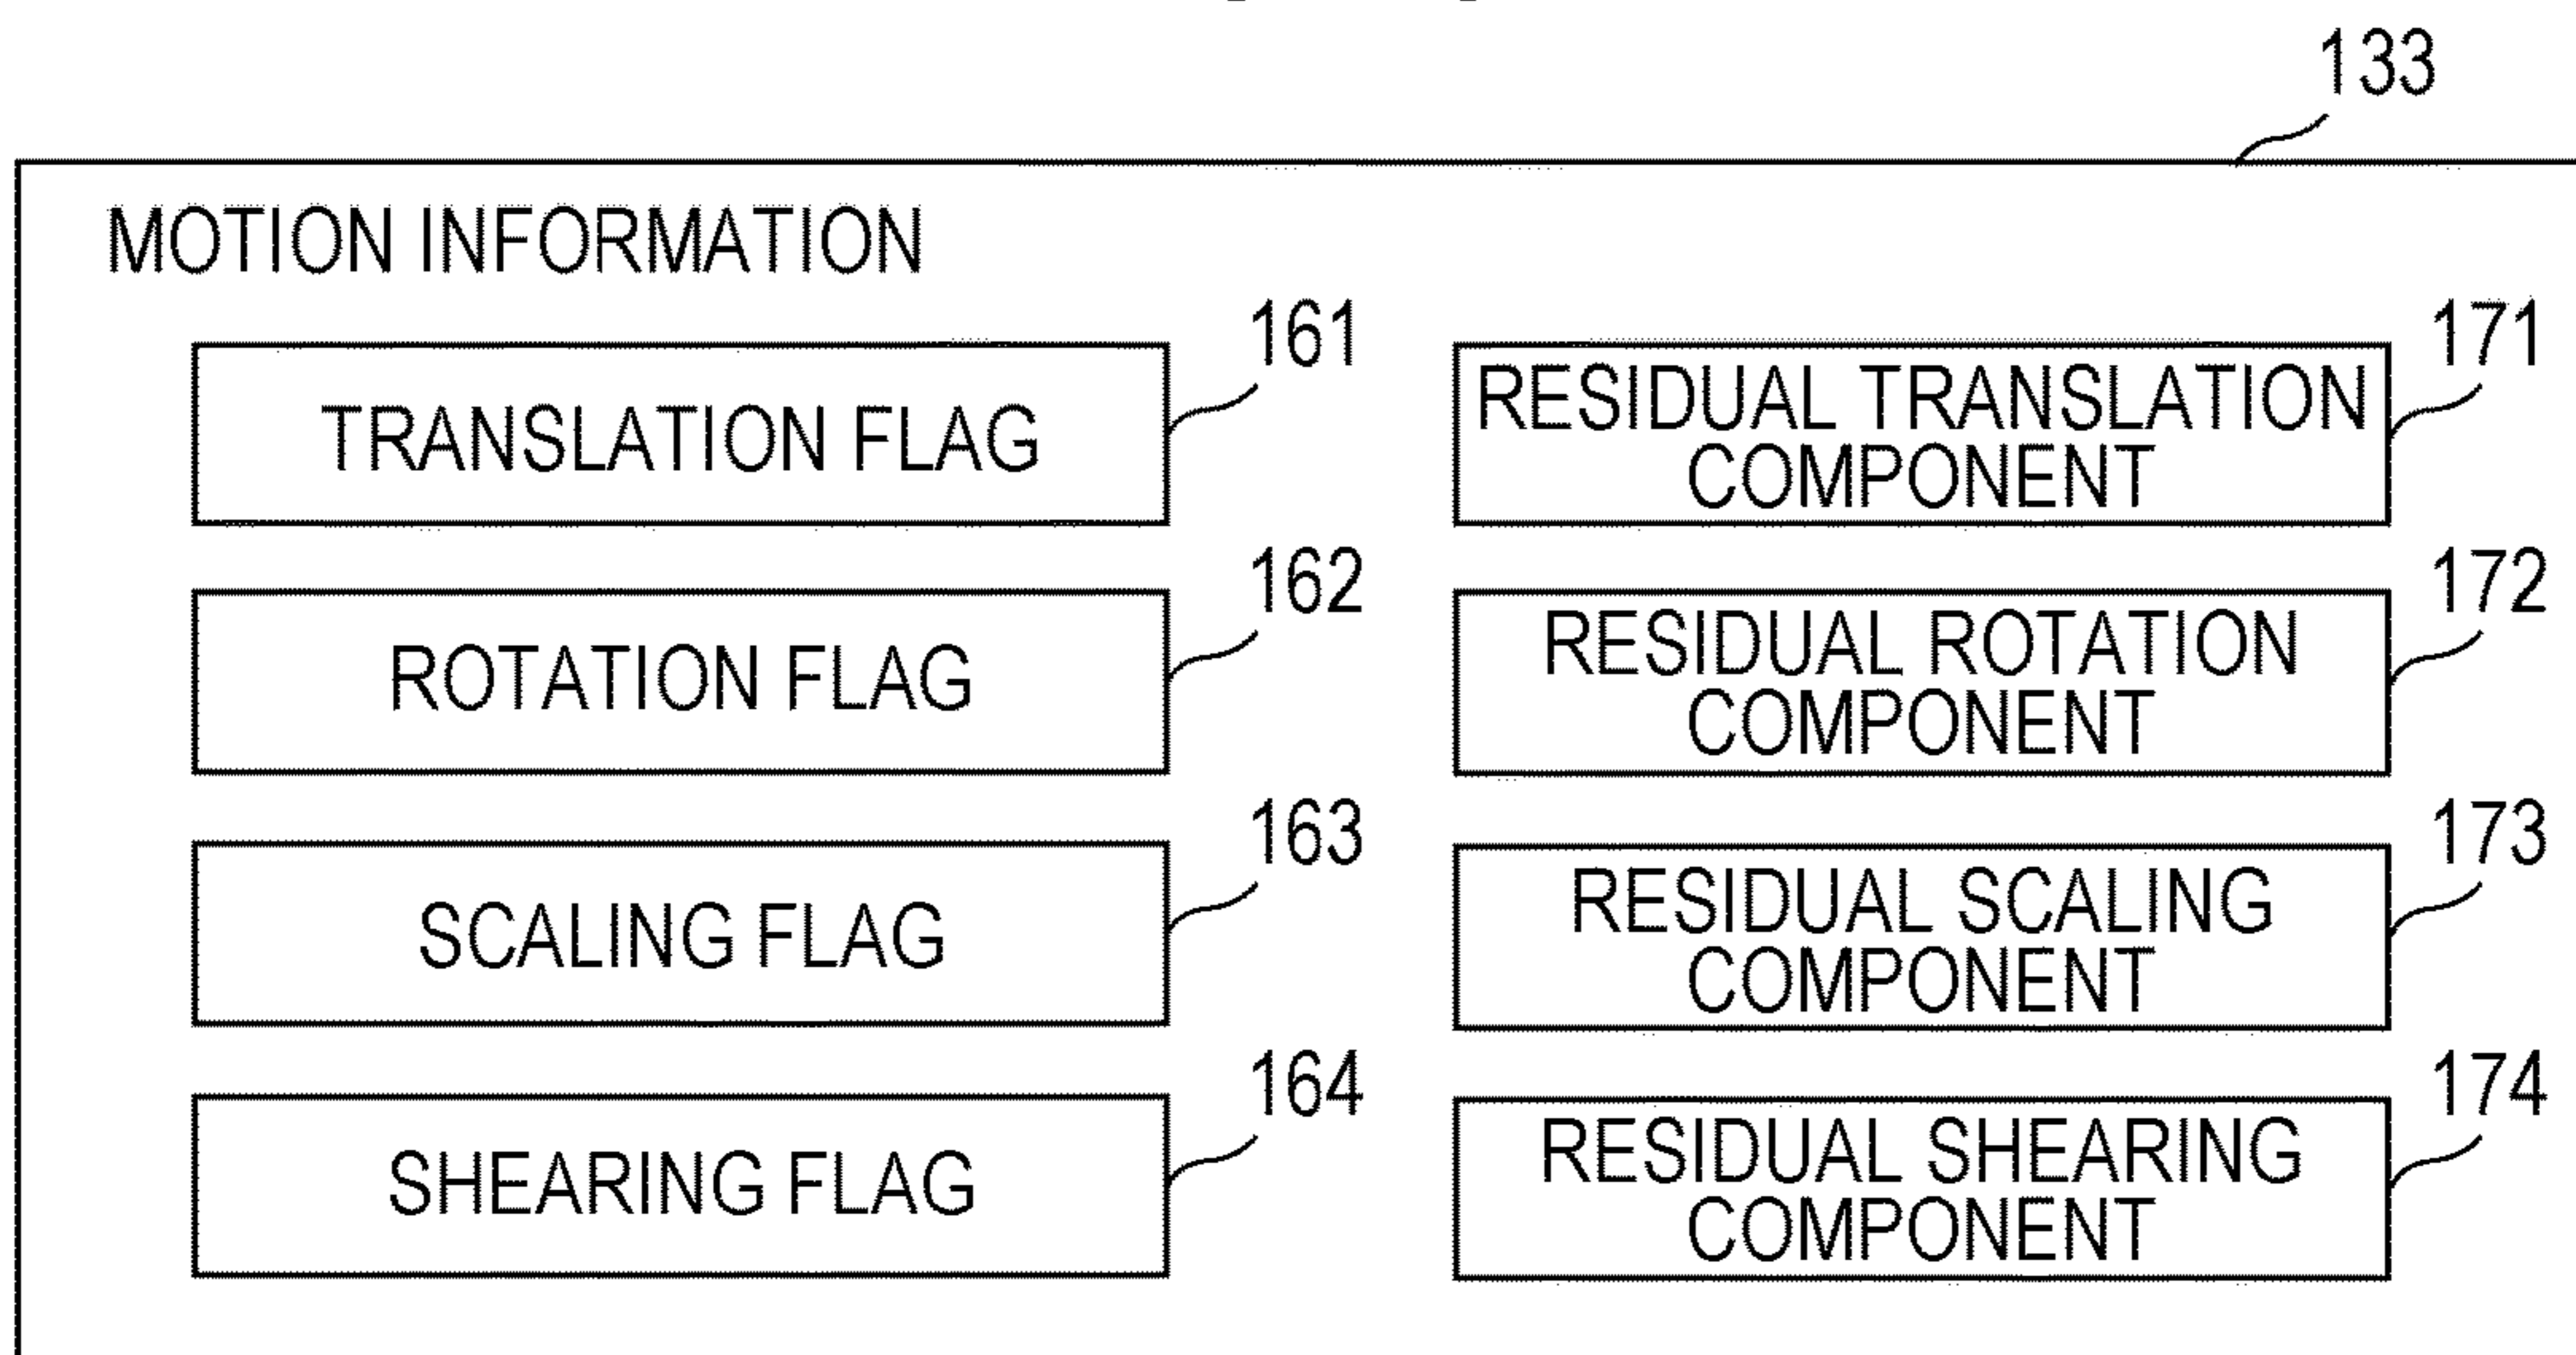 133
MOTION INFORMATION
161
171
TRANSLATION FLAG
RESIDUAL TRANSLATION
COMPONENT
162
172
ROTATION FLAG
RESIDUAL ROTATION
COMPONENT
163
173
SCALING FLAG
RESIDUAL SCALING
COMPONENT
164
174
SHEARING FLAG
RESIDUAL SHEARING
COMPONENT